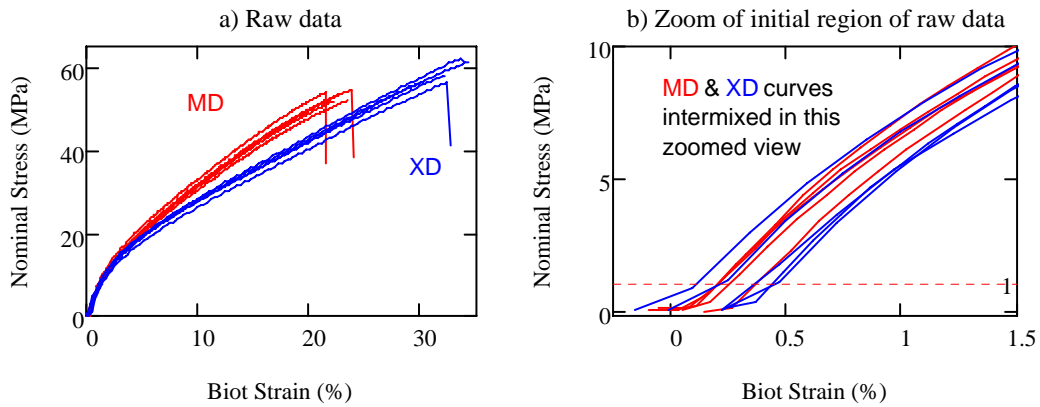 a) Raw data
Nominal Stress (MPa)
60
40
20
0
MD
XD
0
10
20
30
Biot Strain (%)
b) Zoom of initial region of raw data
Nominal Stress (MPa)
10
5
0
MD & XD curves
intermixed in this
zoomed view
1
0
0.5
1
1.5
Biot Strain (%)